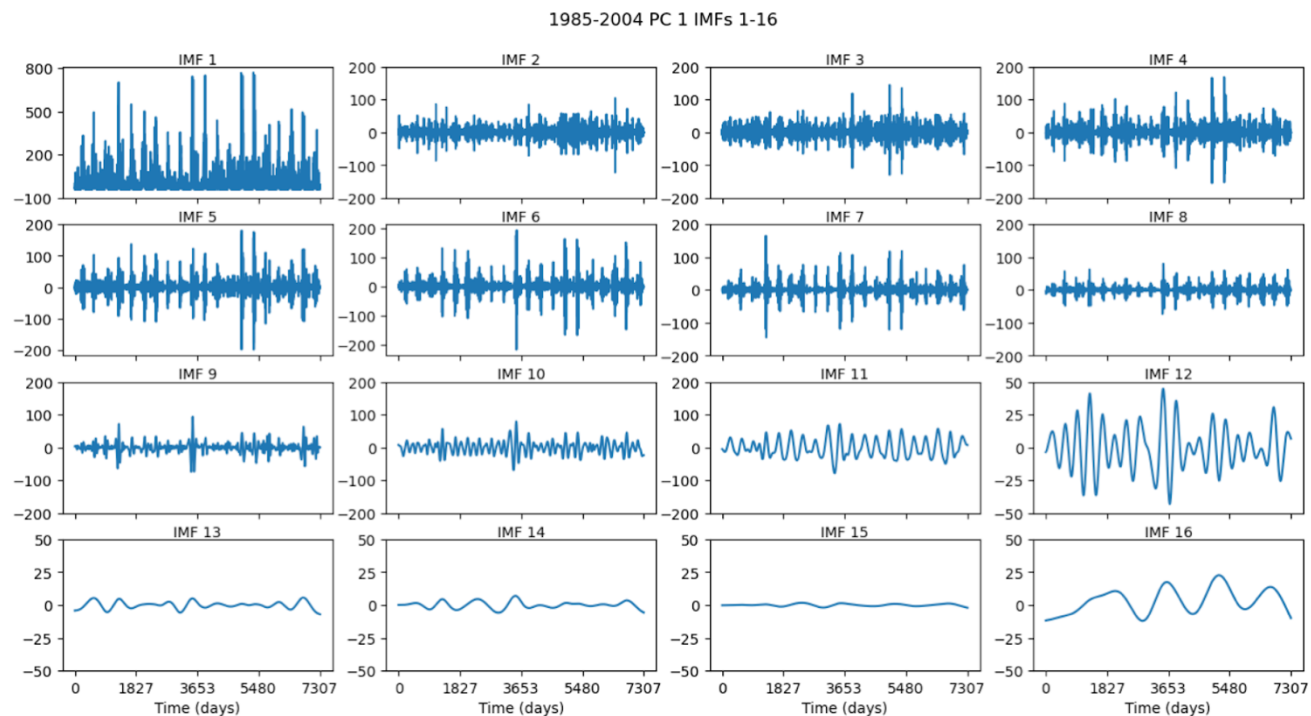 1985-2004 PC 1 IMFs 1-16
IMF 1 IMF 2 IMF 3 IMF 4
800 200 200 200
500 100 100 100
200 0 0 0
−100 −100 −100 −100
−200 −200 −200
IMF 5 IMF 6 IMF 7 IMF 8
200 200 200 200
100 100 100 100
0 0 0 0
−100 −100 −100 −100
−200 −200 −200 −200
IMF 9 IMF 10 IMF 11 IMF 12
200 200 200 50
100 100 100 25
0 0 0 0
−100 −100 −100 −25
−200 −200 −200 −50
IMF 13 IMF 14 IMF 15 IMF 16
50 50 50 50
25 25 25 25
0 0 0 0
−25 −25 −25 −25
−50 −50 −50 −50
0 1827 3653 5480 7307 0 1827 3653 5480 7307 0 1827 3653 5480 7307 0 1827 3653 5480 7307
Time (days) Time (days) Time (days) Time (days)